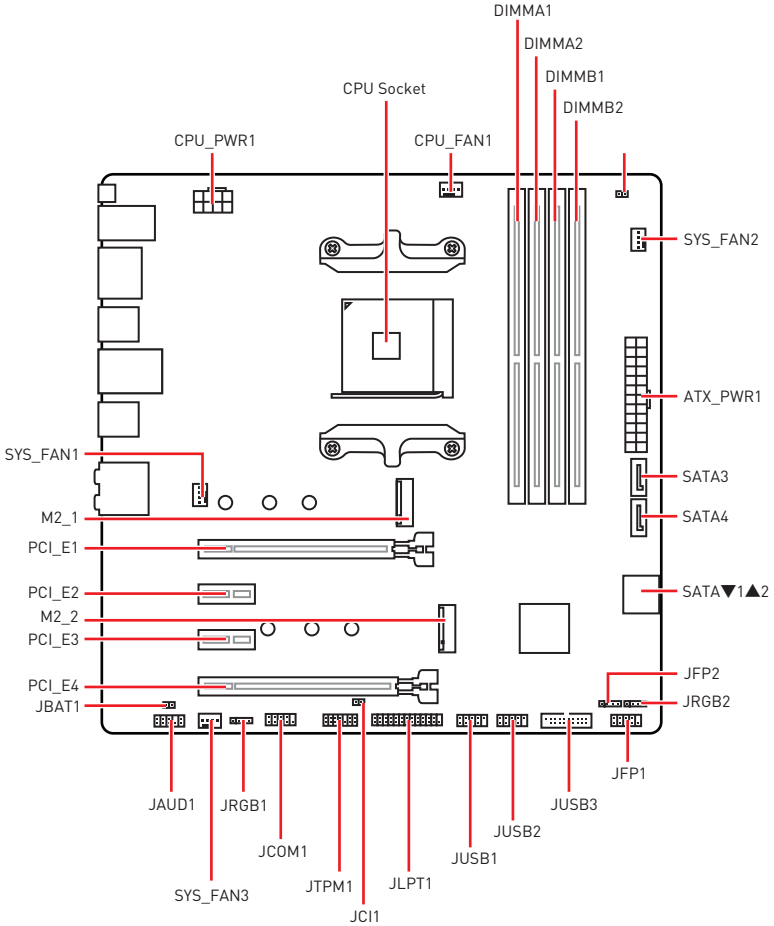 DIMMA1
DIMMA2
DIMMB1
CPU Socket
DIMMB2
CPU_PWR1
CPU_FAN1
SYS_FAN2
ATX_PWR1
SYS_FAN1
SATA3
M2_1
SATA4
PCI_E1
PCI_E2
SATA▼1▲2
M2_2
PCI_E3
JFP2
PCI_E4
JRGB2
JBAT1
JFP1
JAUD1
JRGB1
JUSB3
JUSB2
JCOM1
JUSB1
JTPM1
JLPT1
SYS_FAN3
JCI1